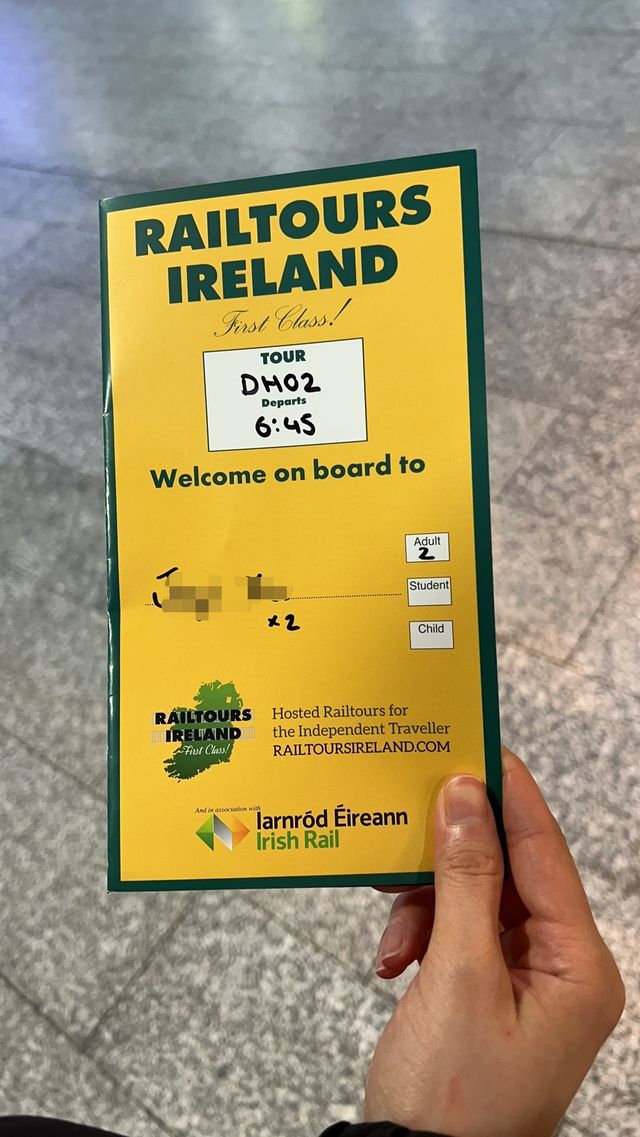 RAILTOURS
IRELAND
First Class!
TOUR
DH02
Departs
6:45
Welcome on board to
Adult
2
Student
x2
Child
RAILTOURS
IRELAND
First Class!
Hosted Railtours for
the Independent Traveller
RAILTOURSIRELAND.COM
And in association with
Iarnród Éireann
Irish Rail